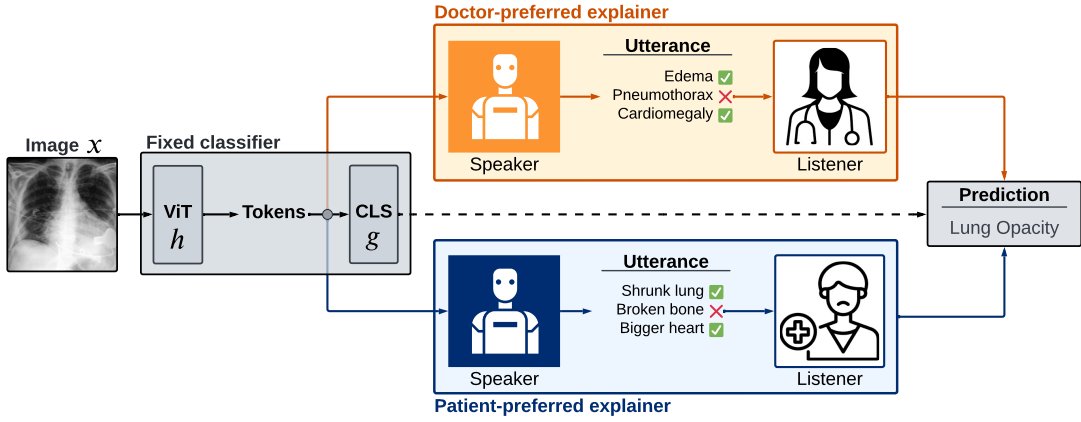 Doctor-preferred explainer
Utterance
Edema ✅
Pneumothorax ❌
Cardiomegaly ✅
Speaker
Listener
Image x
Fixed classifier
ViT
h
Tokens
CLS
g
Prediction
Lung Opacity
Utterance
Shrunk lung ✅
Broken bone ❌
Bigger heart ✅
Speaker
Listener
Patient-preferred explainer